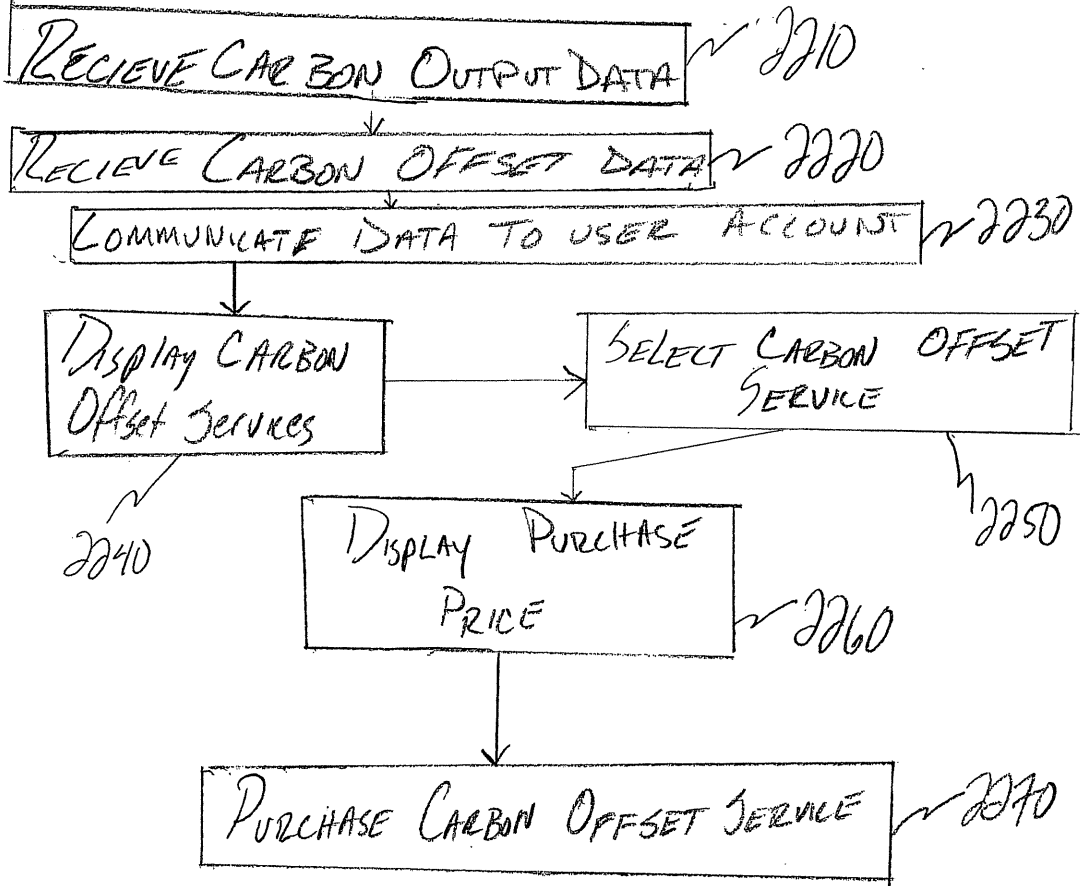 RECIEVE CARBON OUTPUT DATA
2210
RECIEVE CARBON OFFSET DATA
2220
COMMUNICATE DATA TO USER ACCOUNT
2230
Display CARBON
Offset Services
2240
SELECT CARBON OFFSET
SERVICE
2250
DISPLAY PURCHASE
PRICE
2260
PURCHASE CARBON OFFSET SERVICE
2270